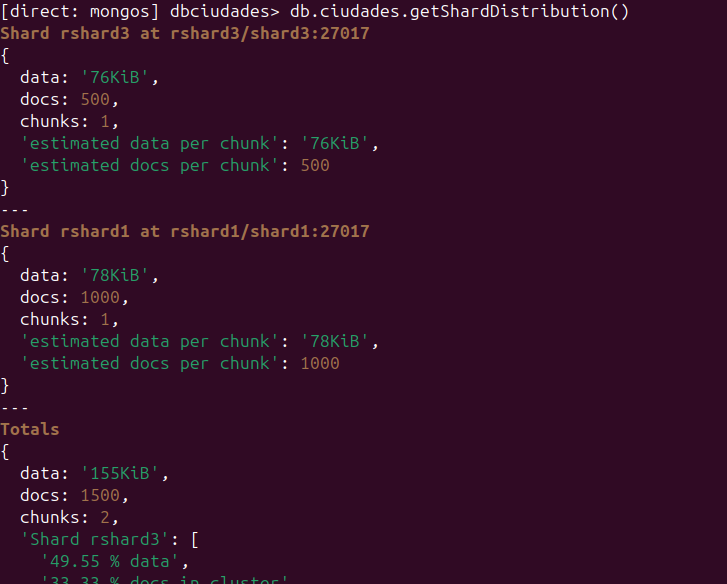 [direct: mongos] dbciudades> db.ciudades.getShardDistribution()
Shard rshard3 at rshard3/shard3:27017
{
  data: '76KiB',
  docs: 500,
  chunks: 1,
  'estimated data per chunk': '76KiB',
  'estimated docs per chunk': 500
}
---
Shard rshard1 at rshard1/shard1:27017
{
  data: '78KiB',
  docs: 1000,
  chunks: 1,
  'estimated data per chunk': '78KiB',
  'estimated docs per chunk': 1000
}
---
Totals
{
  data: '155KiB',
  docs: 1500,
  chunks: 2,
  'Shard rshard3': [
    '49.55 % data',
    '33.33 % docs in cluster'